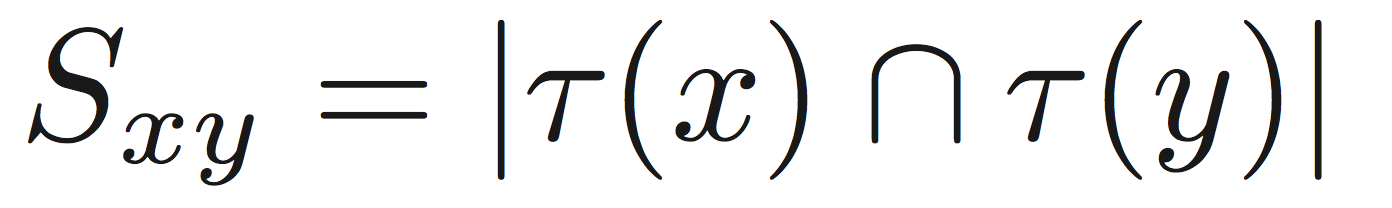 S_{xy} = |τ(x) ∩ τ(y)|